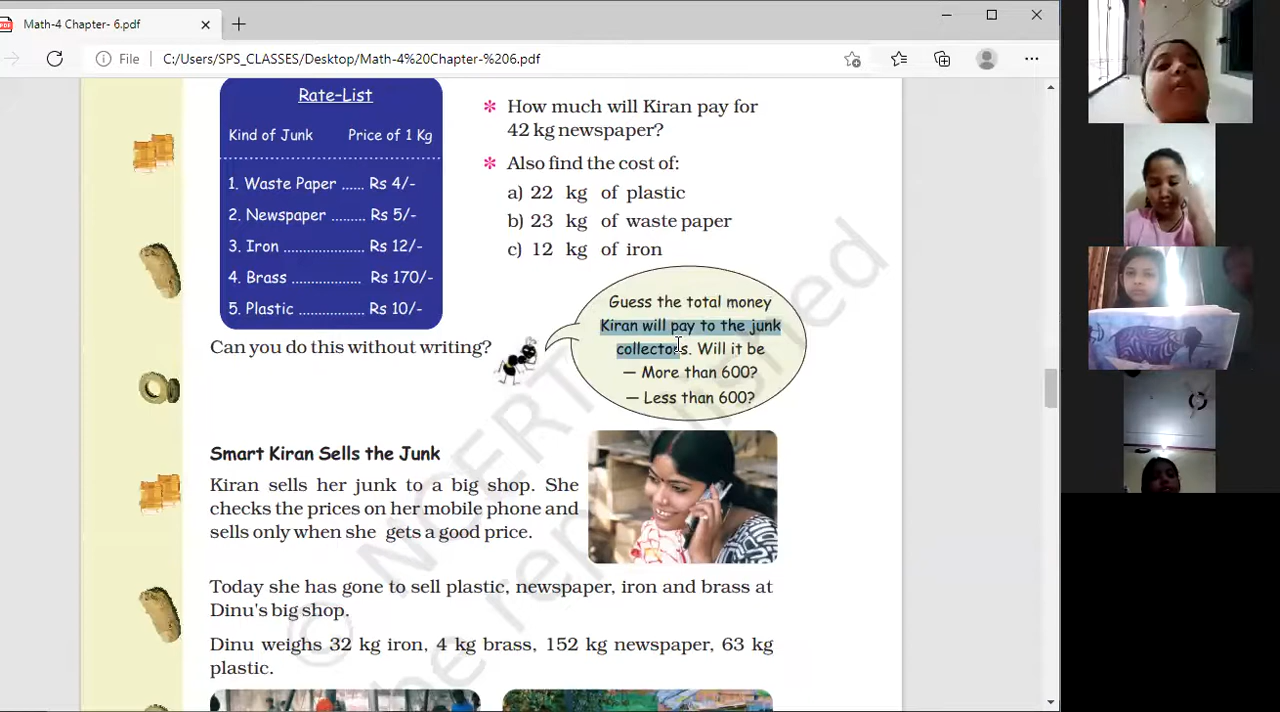 Math-4 Chapter- 6.pdf
File
C:/Users/SPS_CLASSES/Desktop/Math-4%20Chapter-%206.pdf
Rate-List
Kind of Junk Price of 1 Kg
1. Waste Paper ...... Rs 4/-
2. Newspaper ......... Rs 5/-
3. Iron .................... Rs 12/-
4. Brass ................. Rs 170/-
5. Plastic ................ Rs 10/-
Can you do this without writing?
* How much will Kiran pay for
42 kg newspaper?
* Also find the cost of:
a) 22 kg of plastic
b) 23 kg of waste paper
c) 12 kg of iron
Guess the total money
Kiran will pay to the junk
collectors. Will it be
— More than 600?
— Less than 600?
Smart Kiran Sells the Junk
Kiran sells her junk to a big shop. She
checks the prices on her mobile phone and
sells only when she gets a good price.
Today she has gone to sell plastic, newspaper, iron and brass at
Dinu's big shop.
Dinu weighs 32 kg iron, 4 kg brass, 152 kg newspaper, 63 kg
plastic.
© NCERT
republished